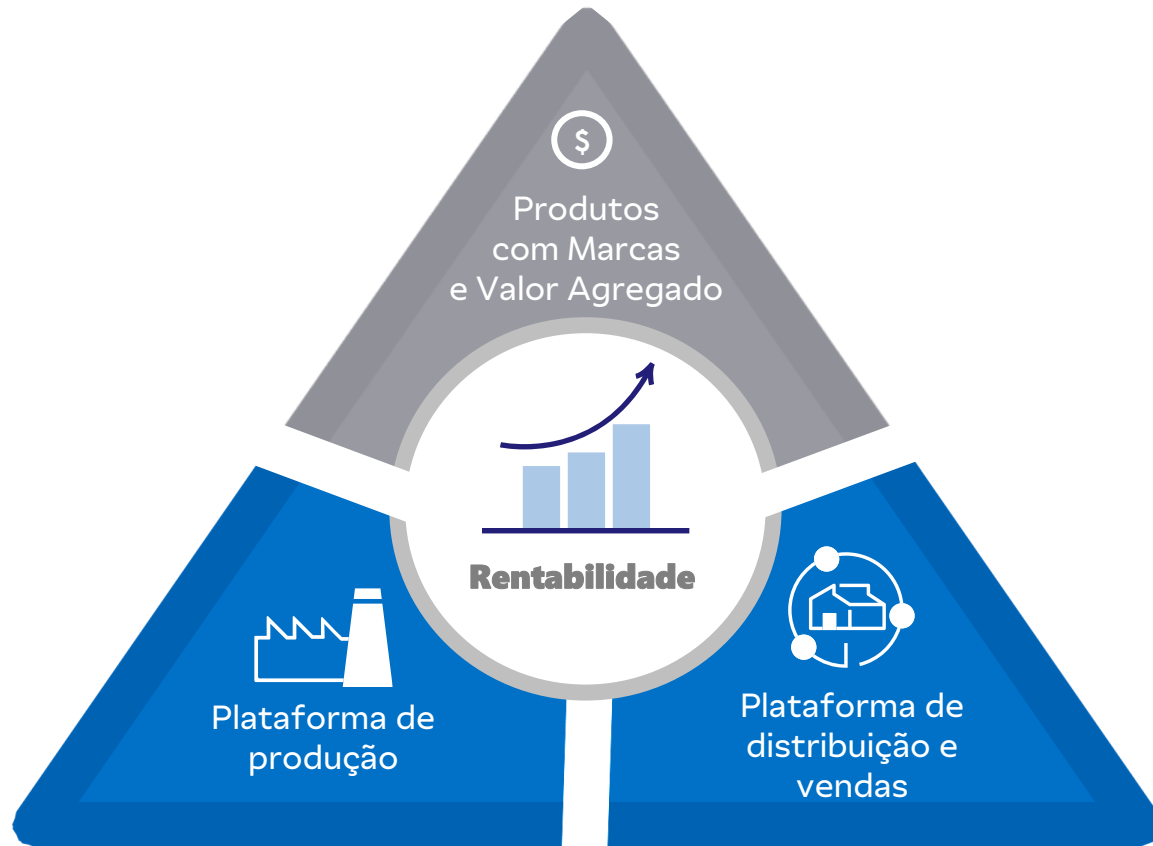 $
Produtos
com Marcas
e Valor Agregado
Rentabilidade
Plataforma de
produção
Plataforma de
distribuição e
vendas